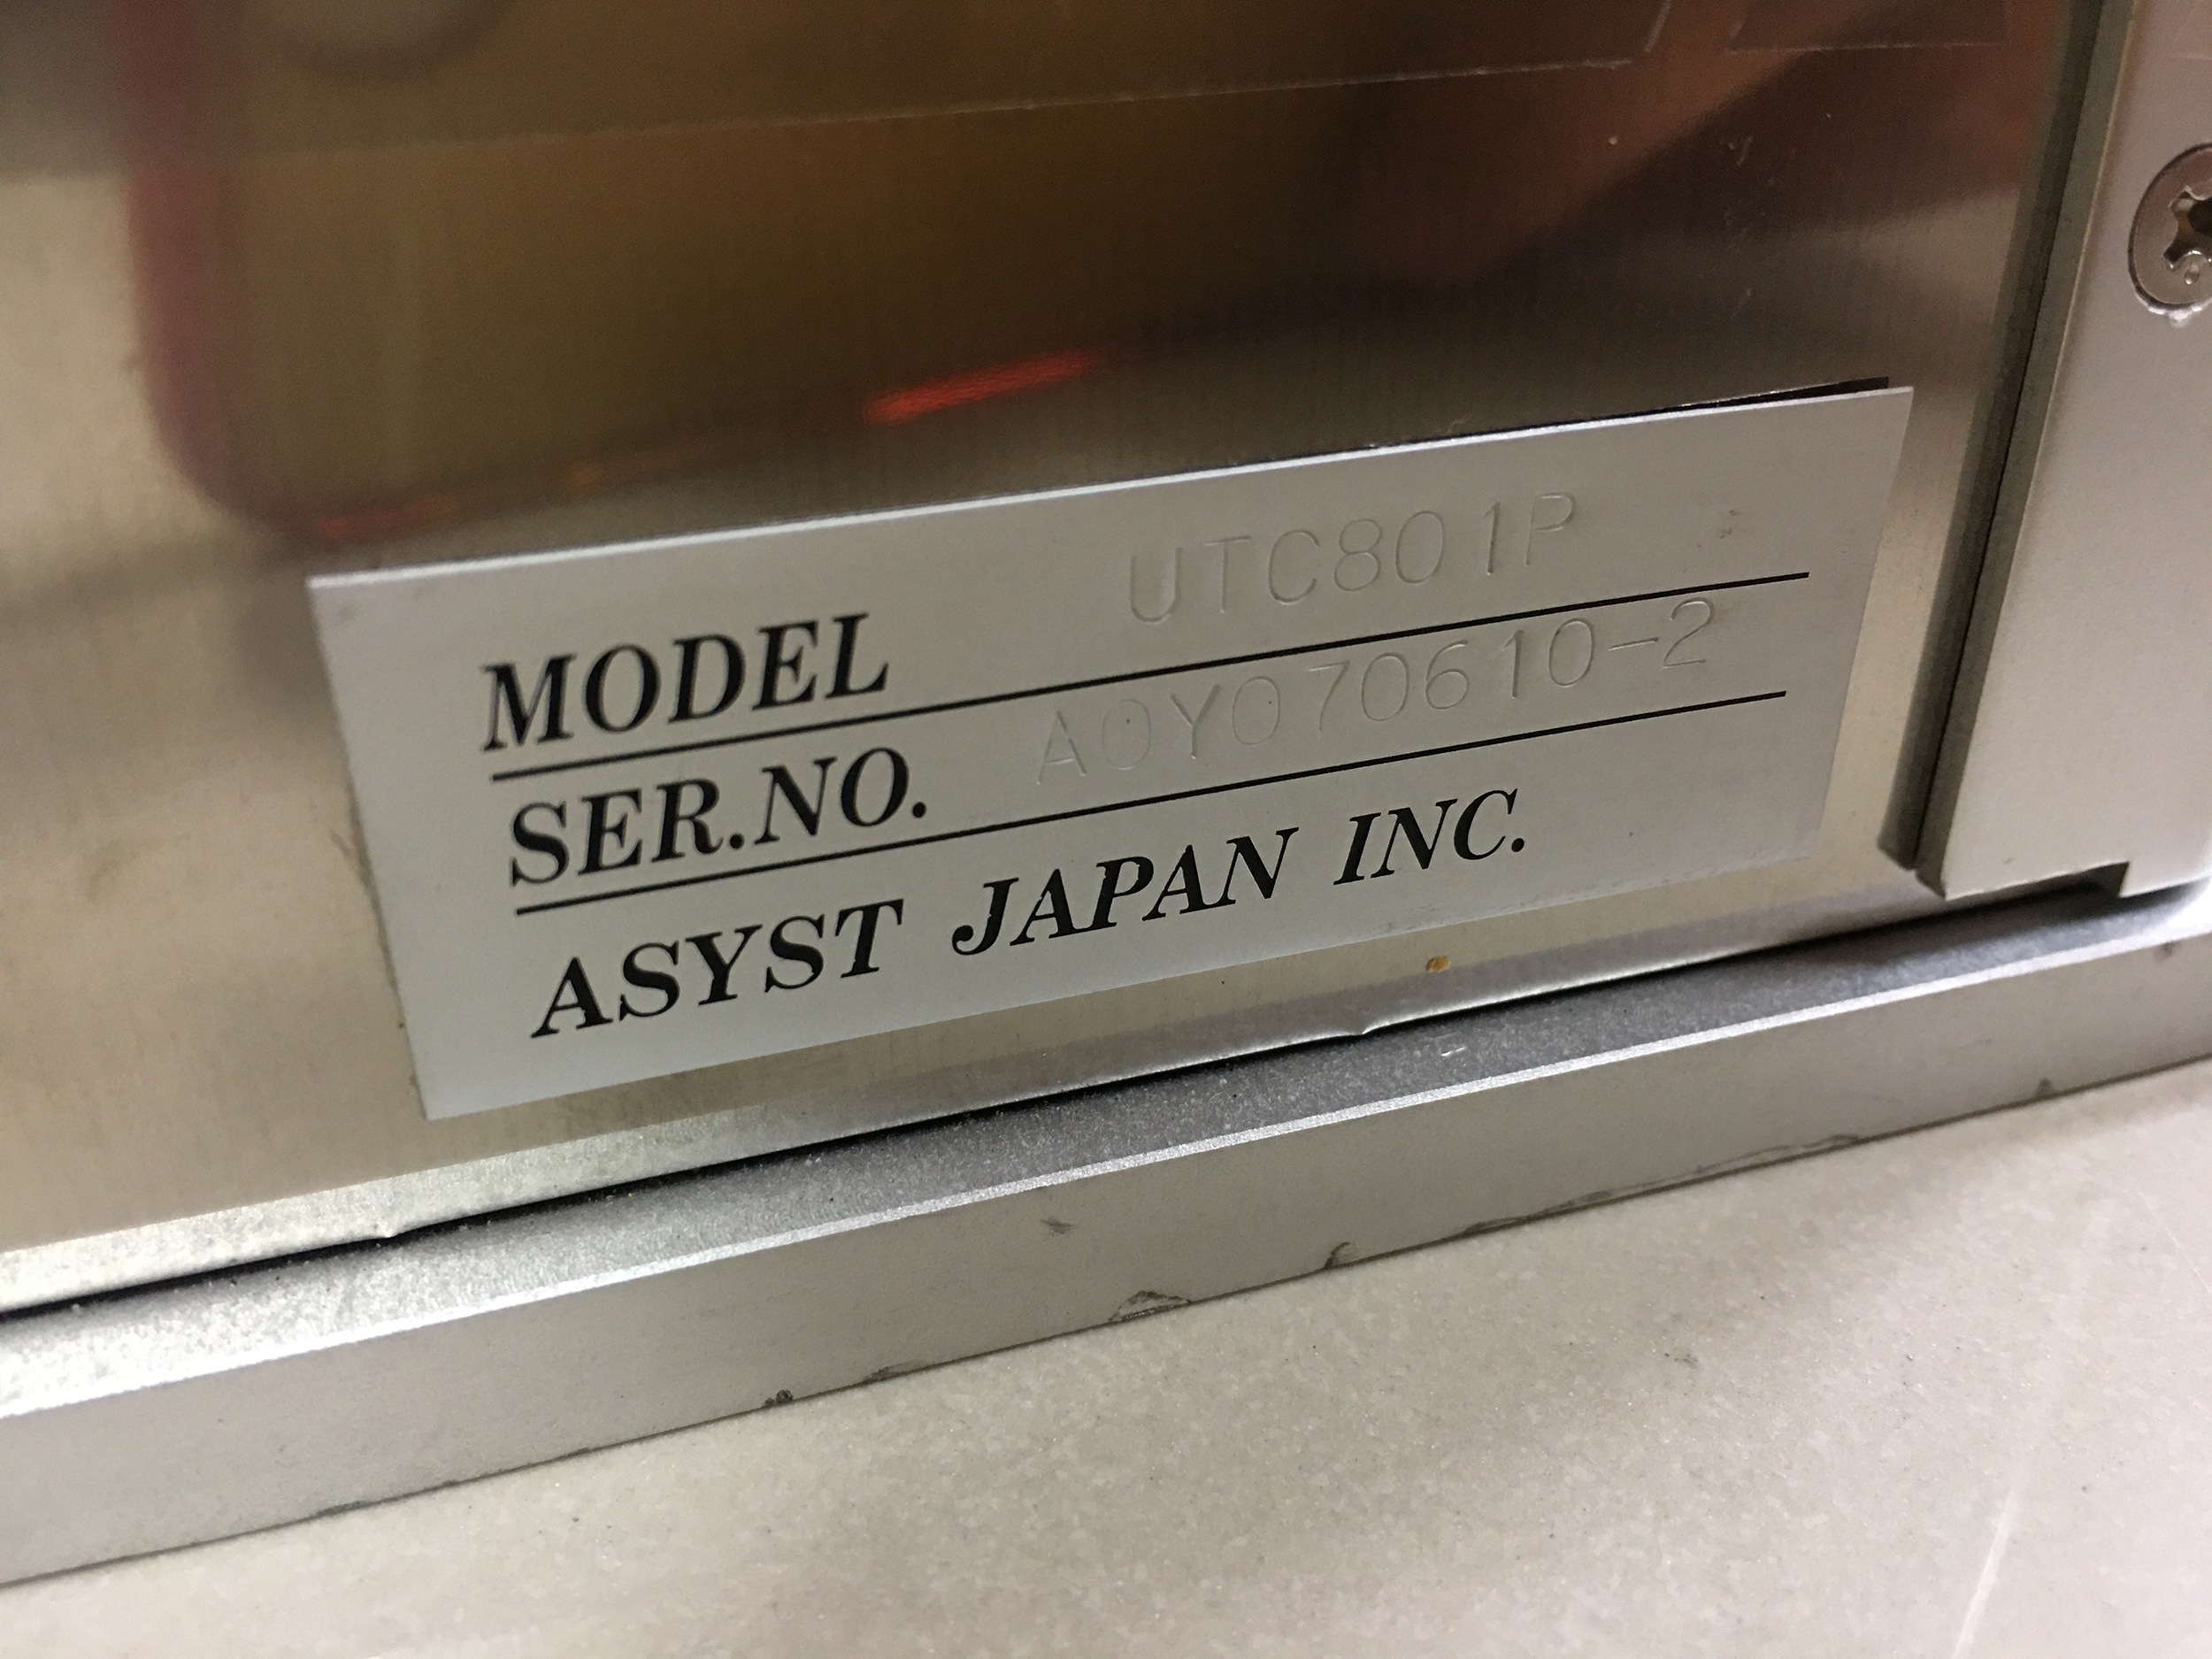 MODEL UTC801P
SER.NO. A0Y070610-2
ASYST JAPAN INC.